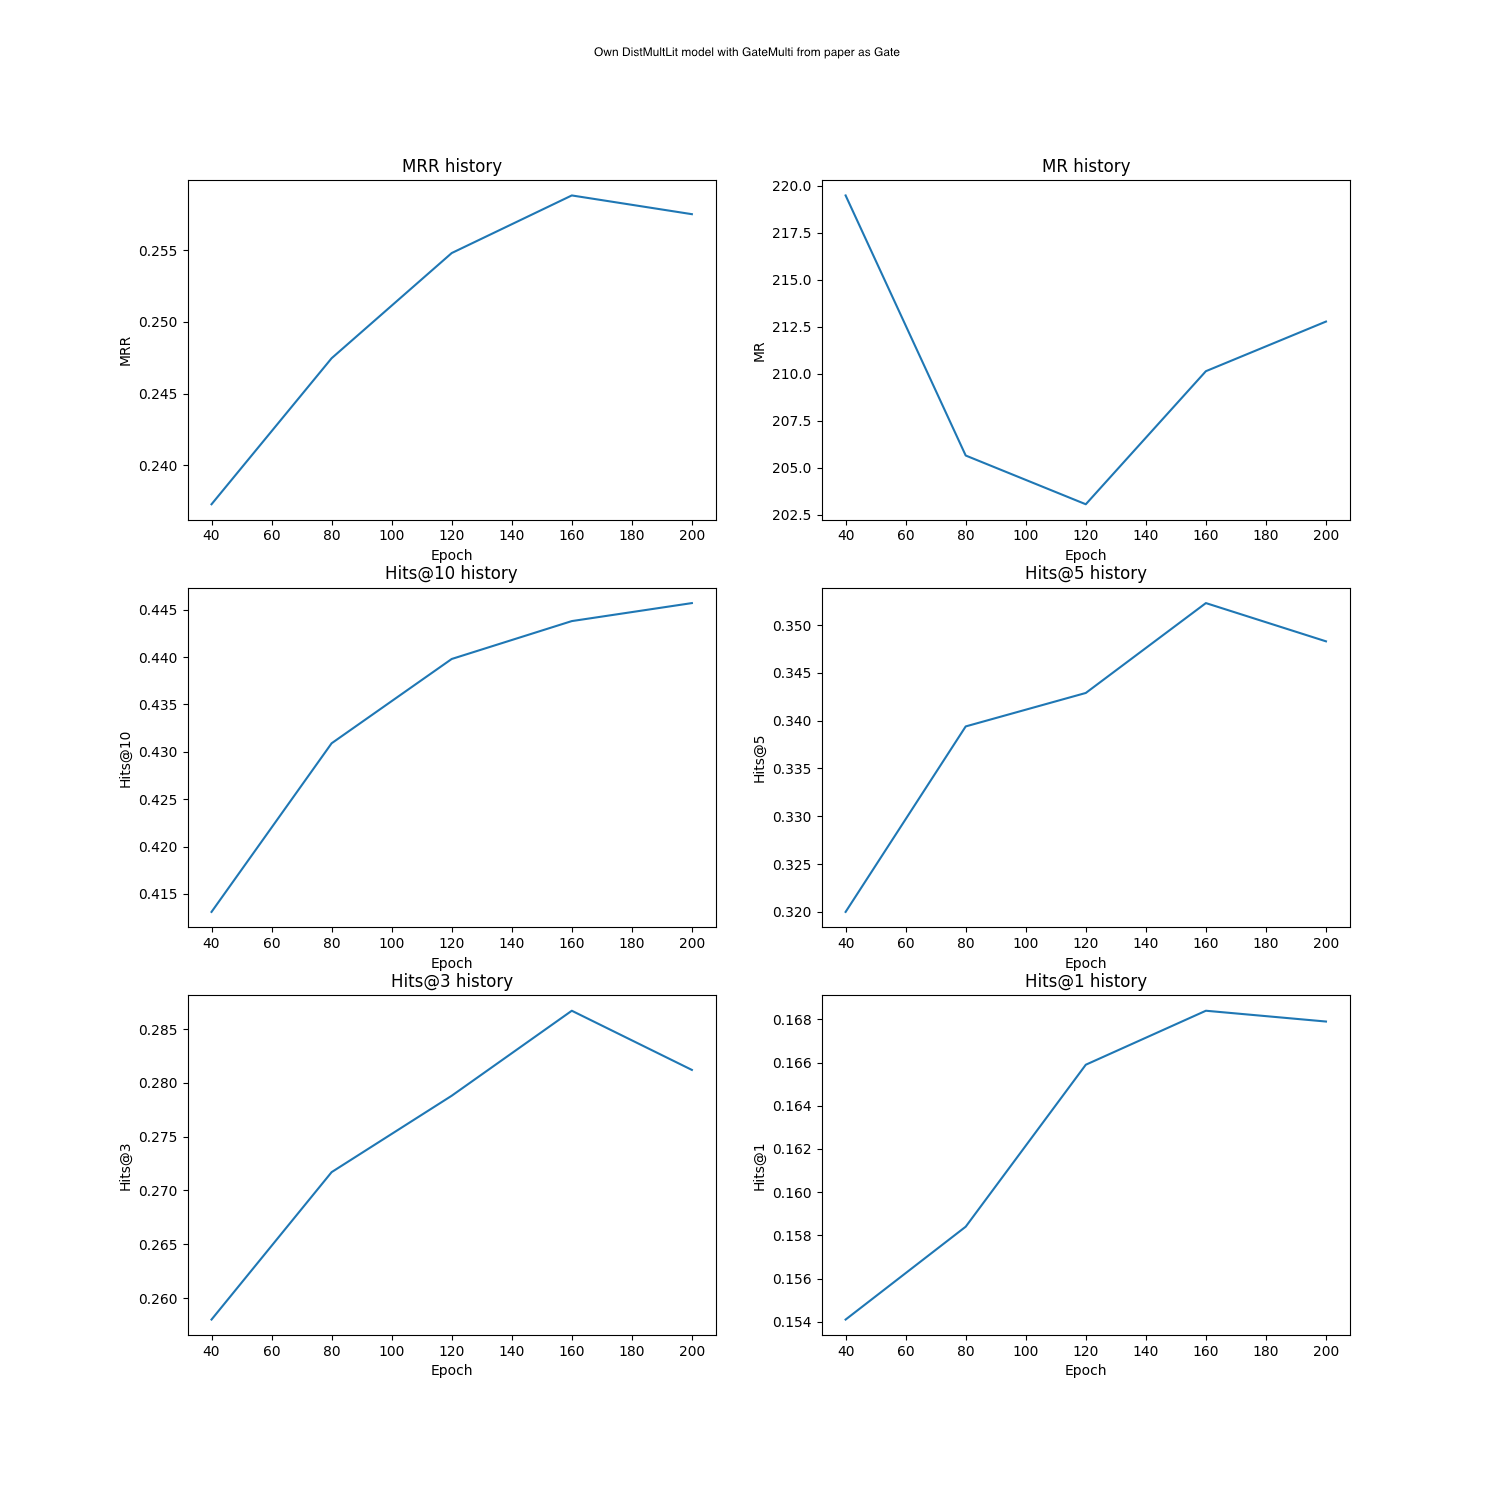 Own DistMultLit model with GateMulti from paper as Gate
MRR history
0.255
0.250
0.245
0.240
MRR
40 60 80 100 120 140 160 180 200
Epoch
MR history
220.0
217.5
215.0
212.5
210.0
207.5
205.0
202.5
MR
40 60 80 100 120 140 160 180 200
Epoch
Hits@10 history
0.445
0.440
0.435
0.430
0.425
0.420
0.415
Hits@10
40 60 80 100 120 140 160 180 200
Epoch
Hits@5 history
0.350
0.345
0.340
0.335
0.330
0.325
0.320
Hits@5
40 60 80 100 120 140 160 180 200
Epoch
Hits@3 history
0.285
0.280
0.275
0.270
0.265
0.260
Hits@3
40 60 80 100 120 140 160 180 200
Epoch
Hits@1 history
0.168
0.166
0.164
0.162
0.160
0.158
0.156
0.154
Hits@1
40 60 80 100 120 140 160 180 200
Epoch